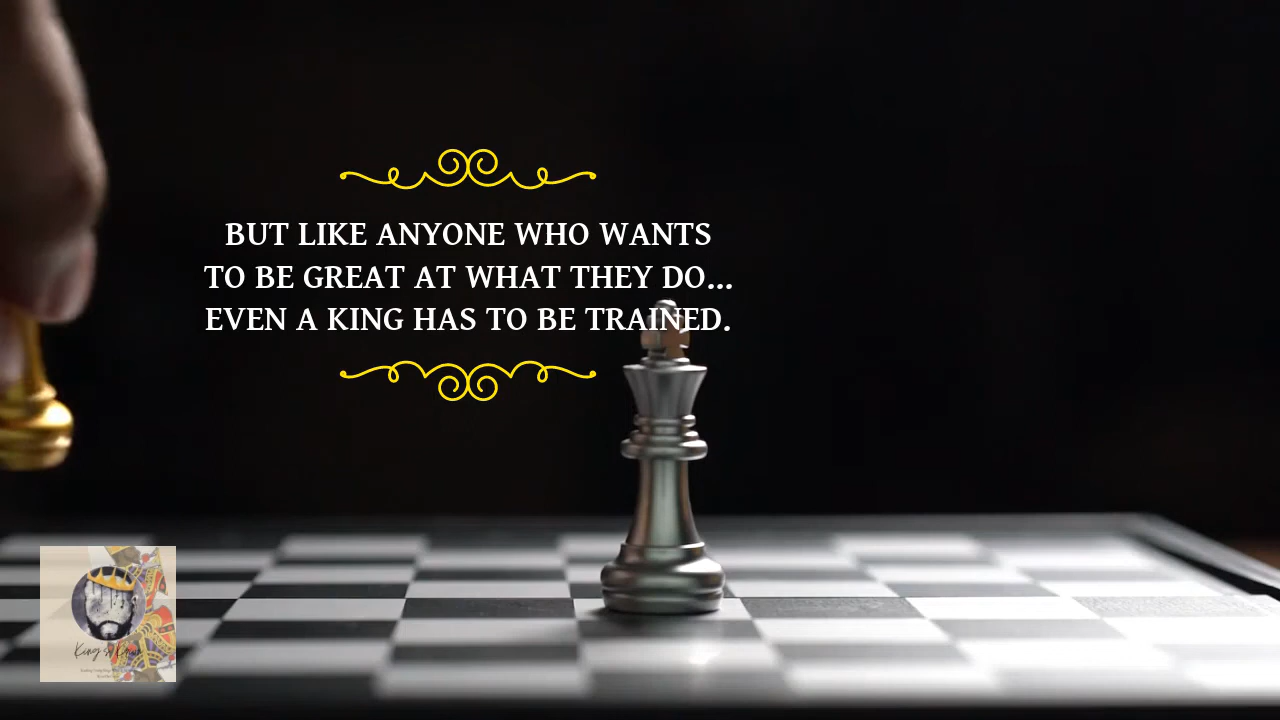 BUT LIKE ANYONE WHO WANTS
TO BE GREAT AT WHAT THEY DO...
EVEN A KING HAS TO BE TRAINED.